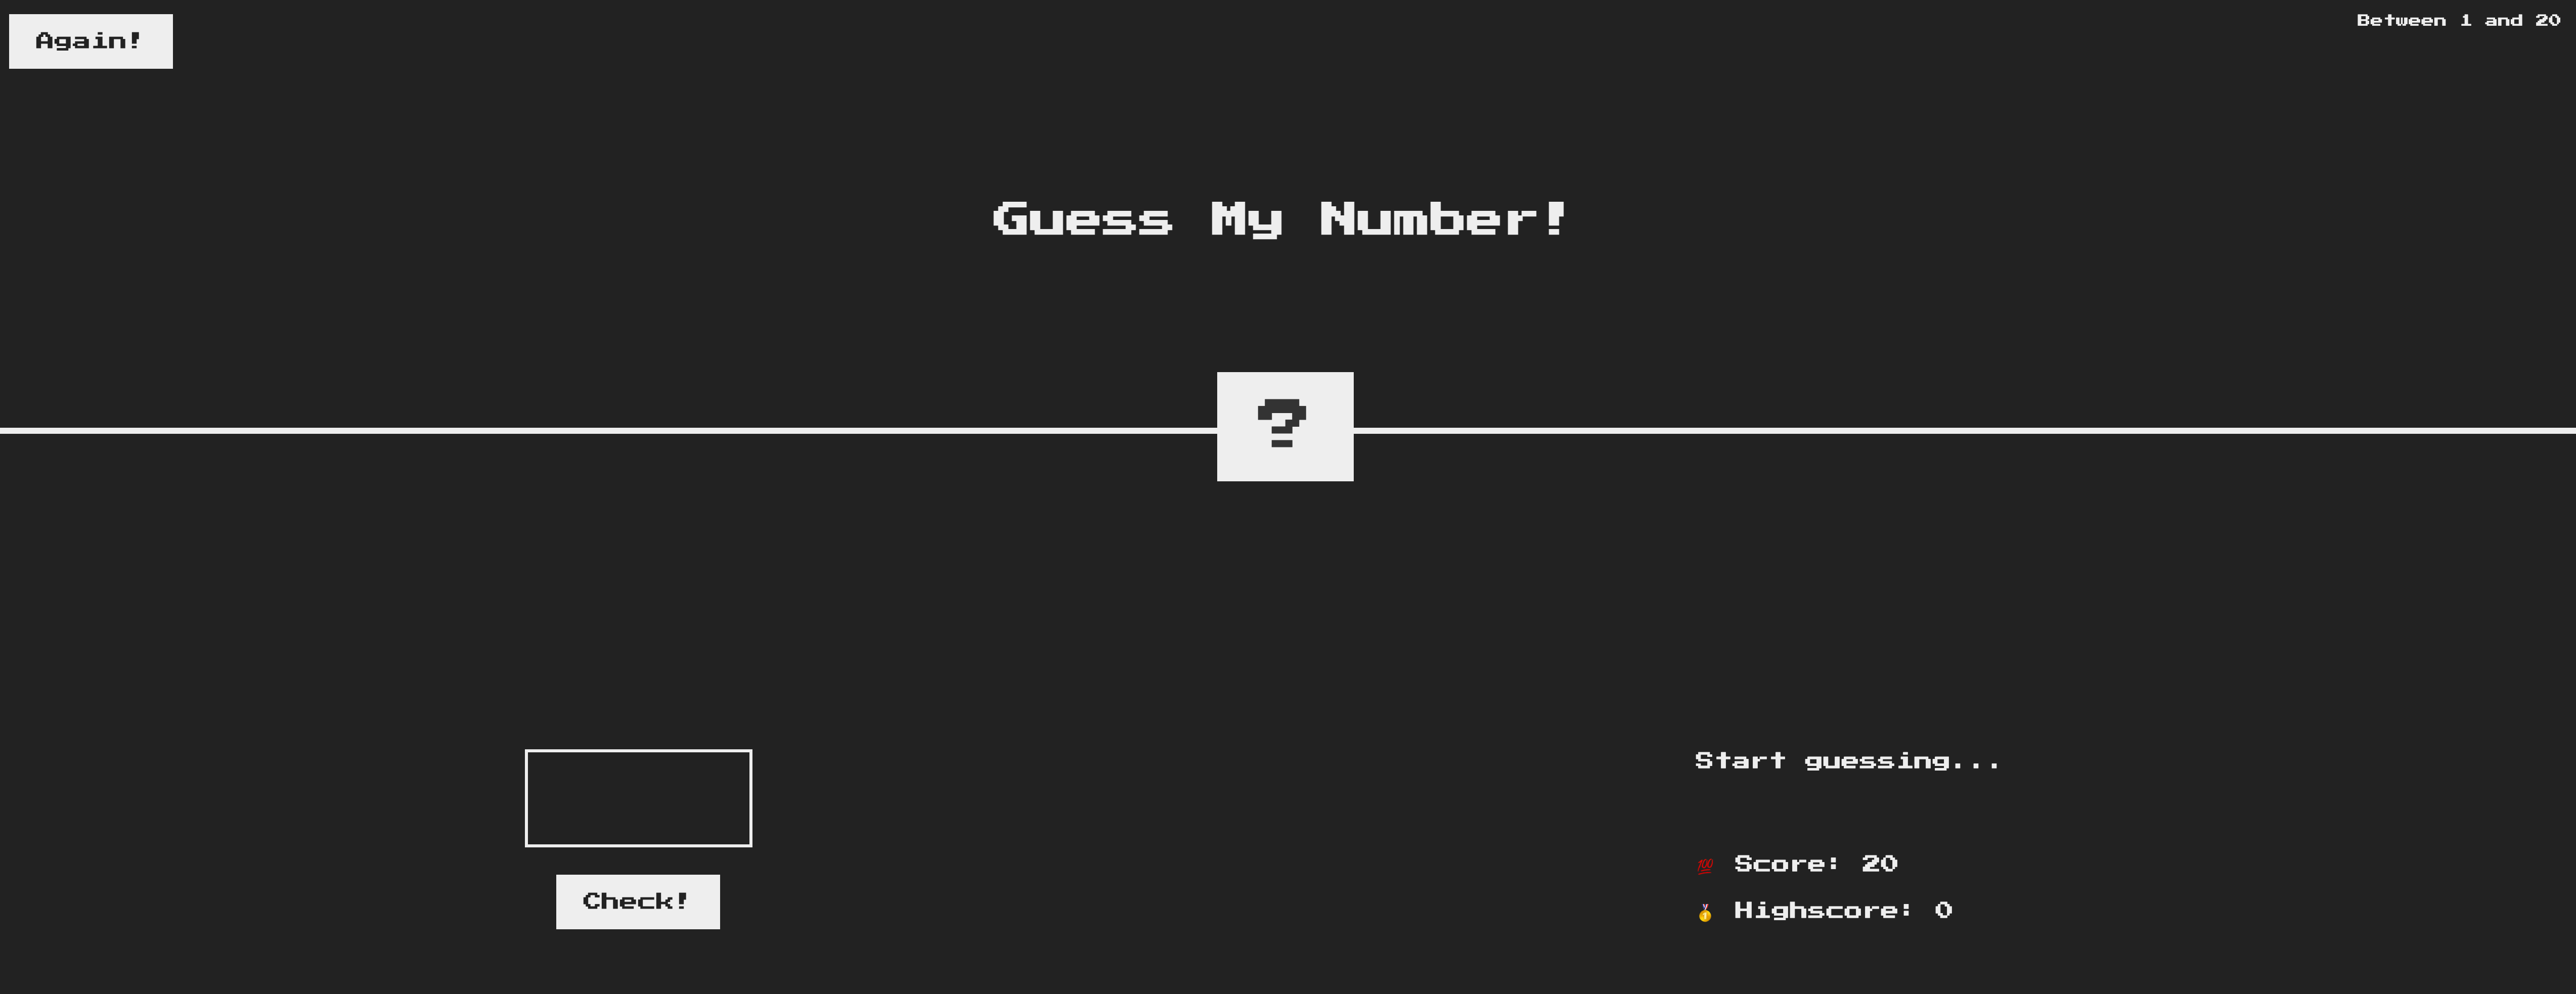 Again!
Between 1 and 20
Guess My Number!
?
Start guessing...
💯 Score: 20
Check!
🥇 Highscore: 0